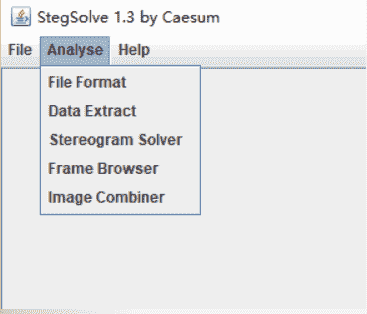 StegSolve 1.3 by Caesum
File Analyse Help
File Format
Data Extract
Stereogram Solver
Frame Browser
Image Combiner